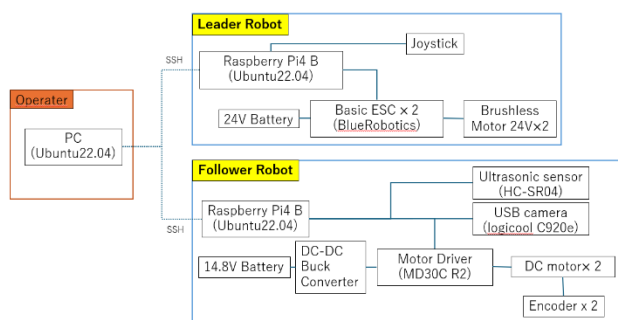 Leader Robot
Joystick
SSH
Raspberry Pi4 B
(Ubuntu22.04)
Operater
PC
(Ubuntu22.04)
24V Battery
Basic ESC × 2
(BlueRobotics)
Brushless
Motor 24V×2
Follower Robot
Ultrasonic sensor
(HC-SR04)
Raspberry Pi4 B
(Ubuntu22.04)
SSH
USB camera
(logicool C920e)
14.8V Battery
DC-DC
Buck
Converter
Motor Driver
(MD30C R2)
DC motor× 2
Encoder x 2